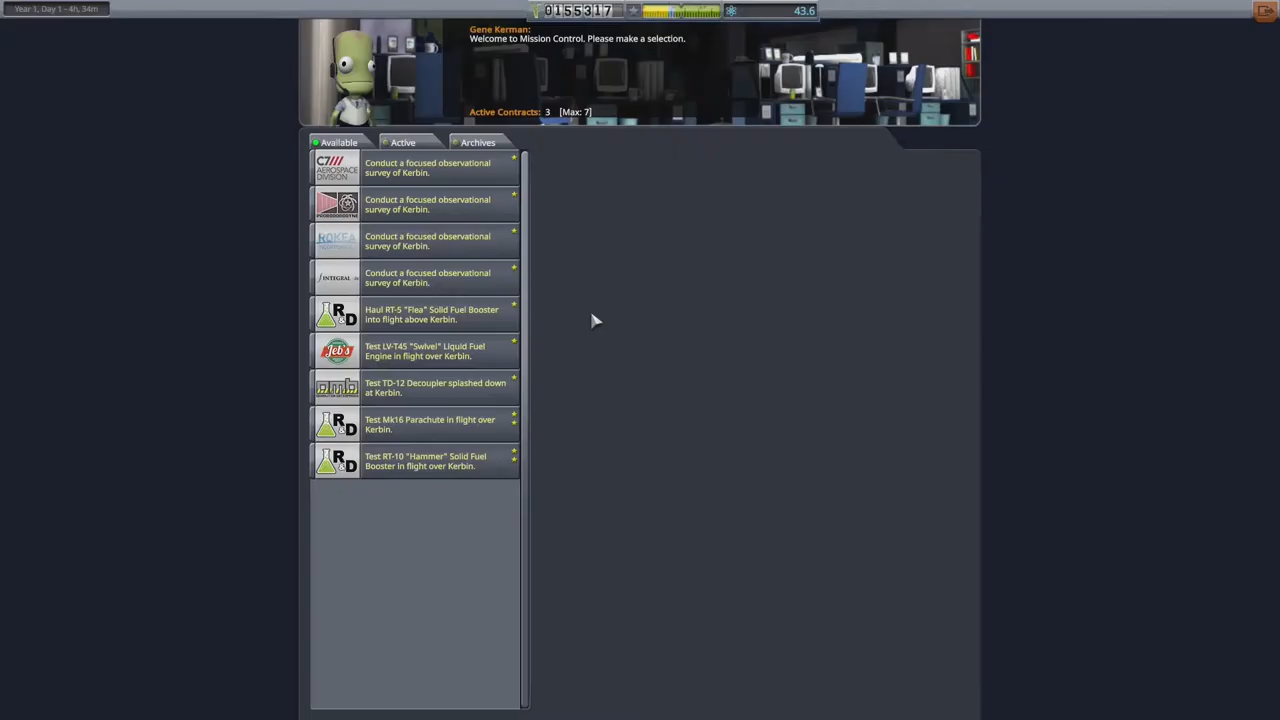 Year 1, Day 1 - 4h, 34m
0155317
43.6
Gene Kerman:
Welcome to Mission Control. Please make a selection.
Active Contracts: 3 [Max: 7]
Available
Active
Archives
C7///
AEROSPACE
DIVISION
Conduct a focused observational
survey of Kerbin.
PROBODOBODYNE
Conduct a focused observational
survey of Kerbin.
ROKEA
Conduct a focused observational
survey of Kerbin.
INTEGRAL
Conduct a focused observational
survey of Kerbin.
R&D
Haul RT-5 "Flea" Solid Fuel Booster
into flight above Kerbin.
Jeb's
Test LV-T45 "Swivel" Liquid Fuel
Engine in flight over Kerbin.
Test TD-12 Decoupler splashed down
at Kerbin.
R&D
Test Mk16 Parachute in flight over
Kerbin.
R&D
Test RT-10 "Hammer" Solid Fuel
Booster in flight over Kerbin.